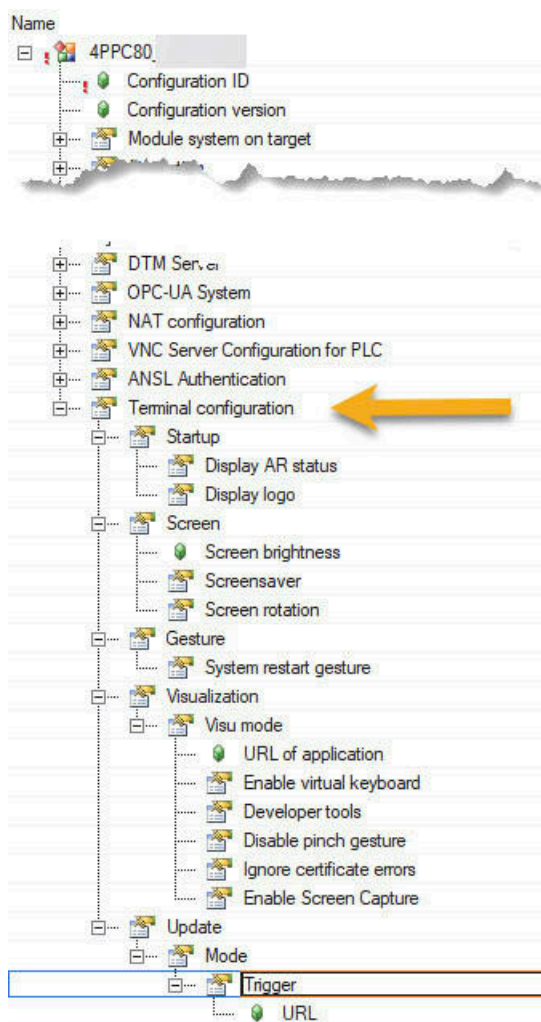 Name
4PPC80_
Configuration ID
Configuration version
Module system on target
DTM Server
OPC-UA System
NAT configuration
VNC Server Configuration for PLC
ANSL Authentication
Terminal configuration
Startup
Display AR status
Display logo
Screen
Screen brightness
Screensaver
Screen rotation
Gesture
System restart gesture
Visualization
Visu mode
URL of application
Enable virtual keyboard
Developer tools
Disable pinch gesture
Ignore certificate errors
Enable Screen Capture
Update
Mode
Trigger
URL